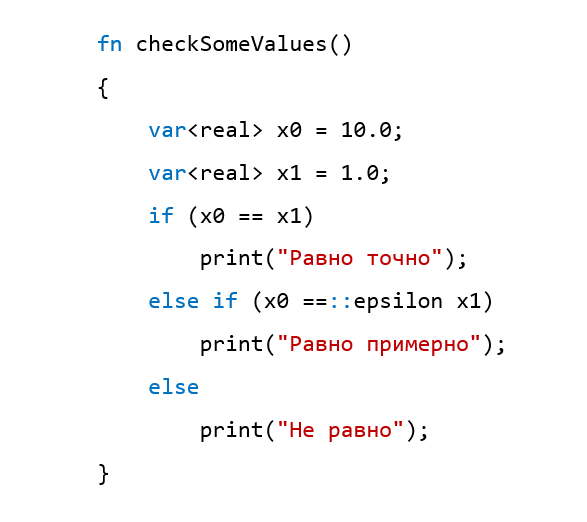 fn checkSomeValues()
{
var<real> x0 = 10.0;
var<real> x1 = 1.0;
if (x0 == x1)
print("Равно точно");
else if (x0 ==::epsilon x1)
print("Равно примерно");
else
print("Не равно");
}